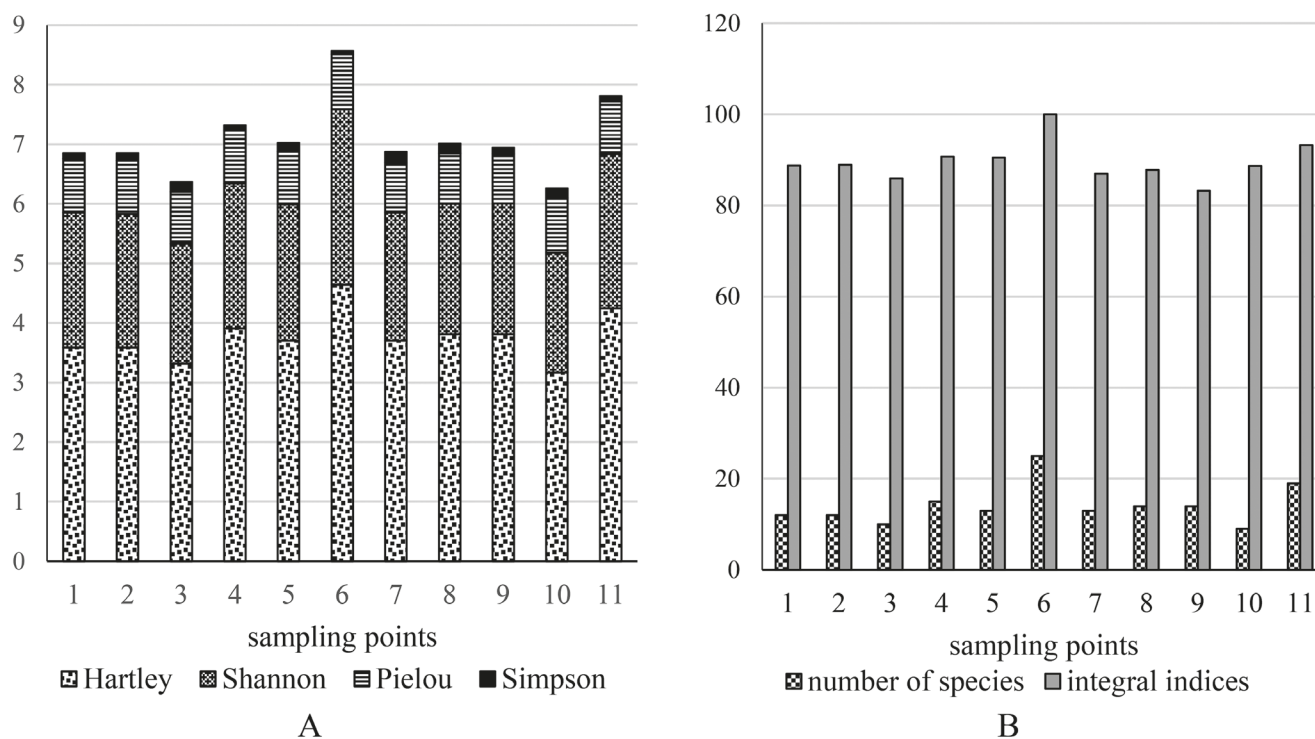 9
8
7
6
5
4
3
2
1
0
1 2 3 4 5 6 7 8 9 10 11
sampling points
Hartley Shannon Pielou Simpson
A
120
100
80
60
40
20
0
1 2 3 4 5 6 7 8 9 10 11
sampling points
number of species integral indices
B